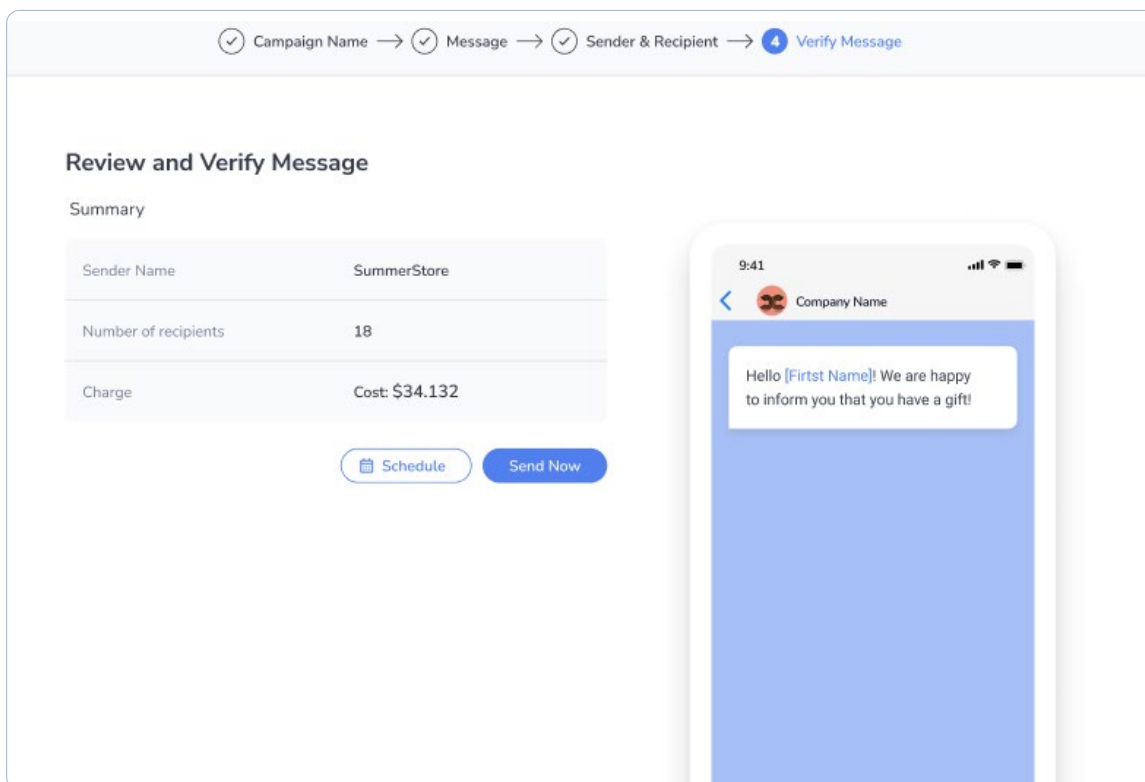 Campaign Name → Message → Sender & Recipient → 4 Verify Message
Review and Verify Message
Summary
Sender Name SummerStore
Number of recipients 18
Charge Cost: $34.132
Schedule Send Now
9:41
Company Name
Hello [Firtst Name]! We are happy
to inform you that you have a gift!